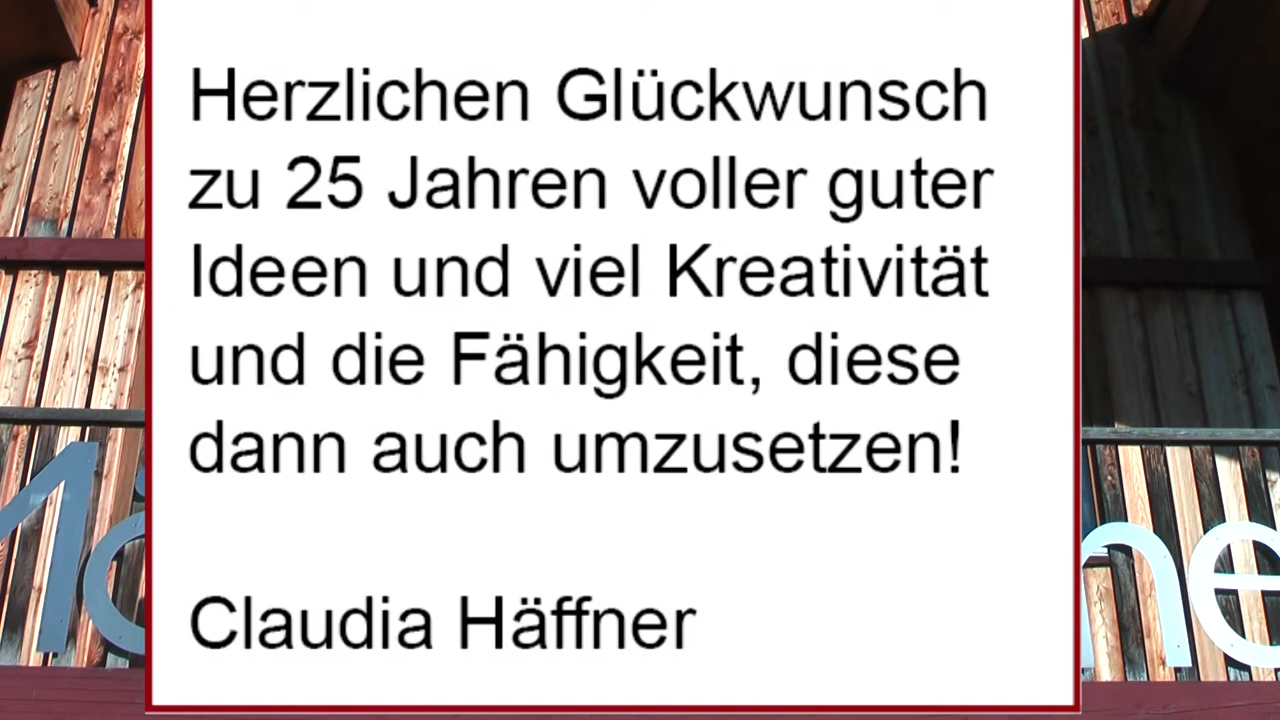 Herzlichen Glückwunsch
zu 25 Jahren voller guter
Ideen und viel Kreativität
und die Fähigkeit, diese
dann auch umzusetzen!
Claudia Häffner